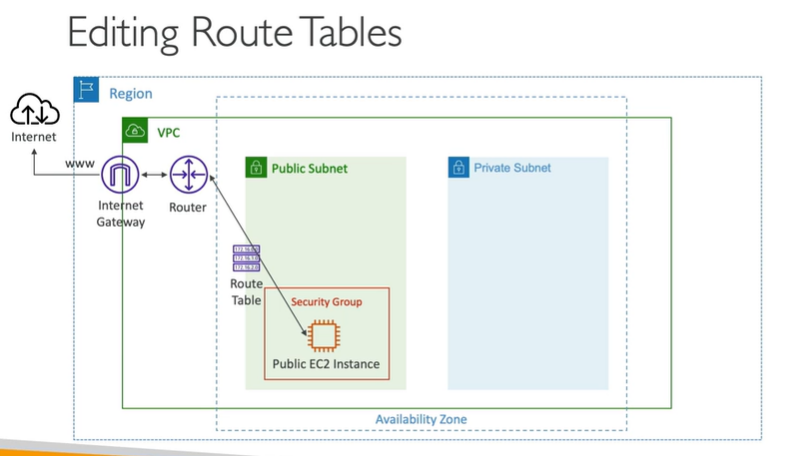 Editing Route Tables
Region
Internet
VPC
www
Public Subnet
Private Subnet
Internet
Gateway
Router
Route
Table
Security Group
Public EC2 Instance
Availability Zone